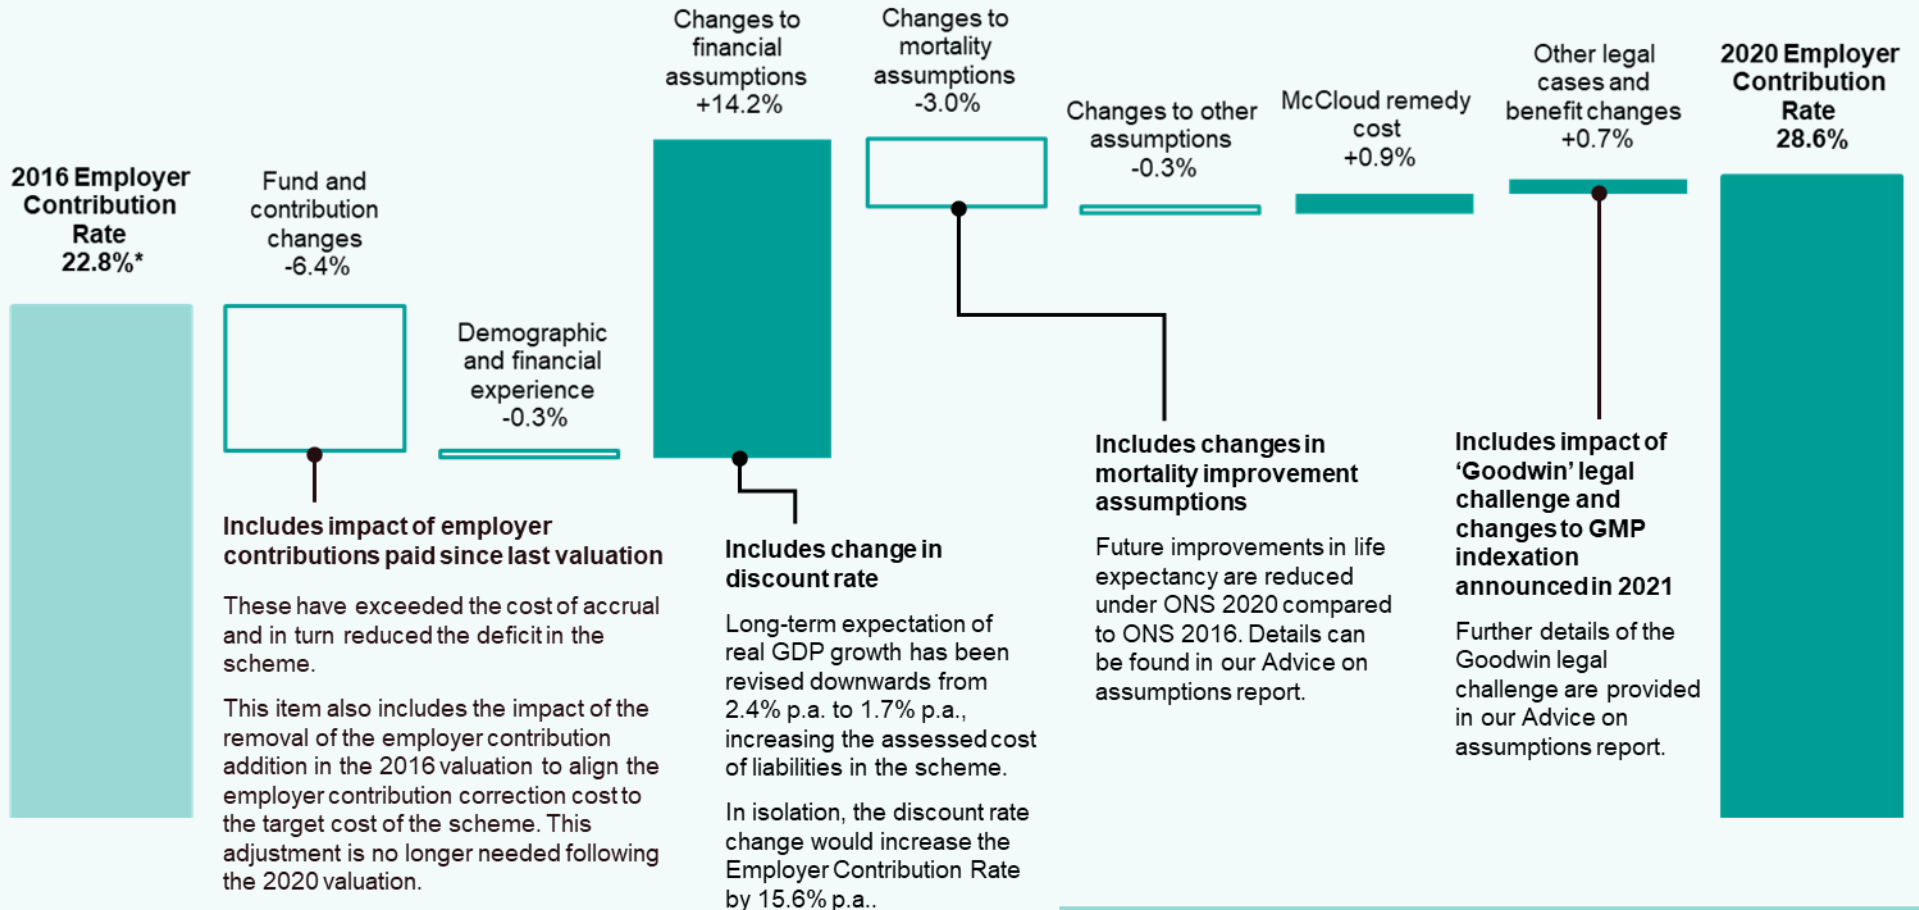 2016 Employer
Contribution
Rate
22.8%*
Fund and
contribution
changes
-6.4%
Demographic
and financial
experience
-0.3%
Changes to
financial
assumptions
+14.2%
Changes to
mortality
assumptions
-3.0%
Changes to other
assumptions
-0.3%
McCloud remedy
cost
+0.9%
Other legal
cases and
benefit changes
+0.7%
2020 Employer
Contribution
Rate
28.6%
Includes impact of employer
contributions paid since last valuation
These have exceeded the cost of accrual
and in turn reduced the deficit in the
scheme.
This item also includes the impact of the
removal of the employer contribution
addition in the 2016 valuation to align the
employer contribution correction cost to
the target cost of the scheme. This
adjustment is no longer needed following
the 2020 valuation.
Includes change in
discount rate
Long-term expectation of
real GDP growth has been
revised downwards from
2.4% p.a. to 1.7% p.a.,
increasing the assessed cost
of liabilities in the scheme.
In isolation, the discount rate
change would increase the
Employer Contribution Rate
by 15.6% p.a..
Includes changes in
mortality improvement
assumptions
Future improvements in life
expectancy are reduced
under ONS 2020 compared
to ONS 2016. Details can
be found in our Advice on
assumptions report.
Includes impact of
‘Goodwin’ legal
challenge and
changes to GMP
indexation
announced in 2021
Further details of the
Goodwin legal
challenge are provided
in our Advice on
assumptions report.